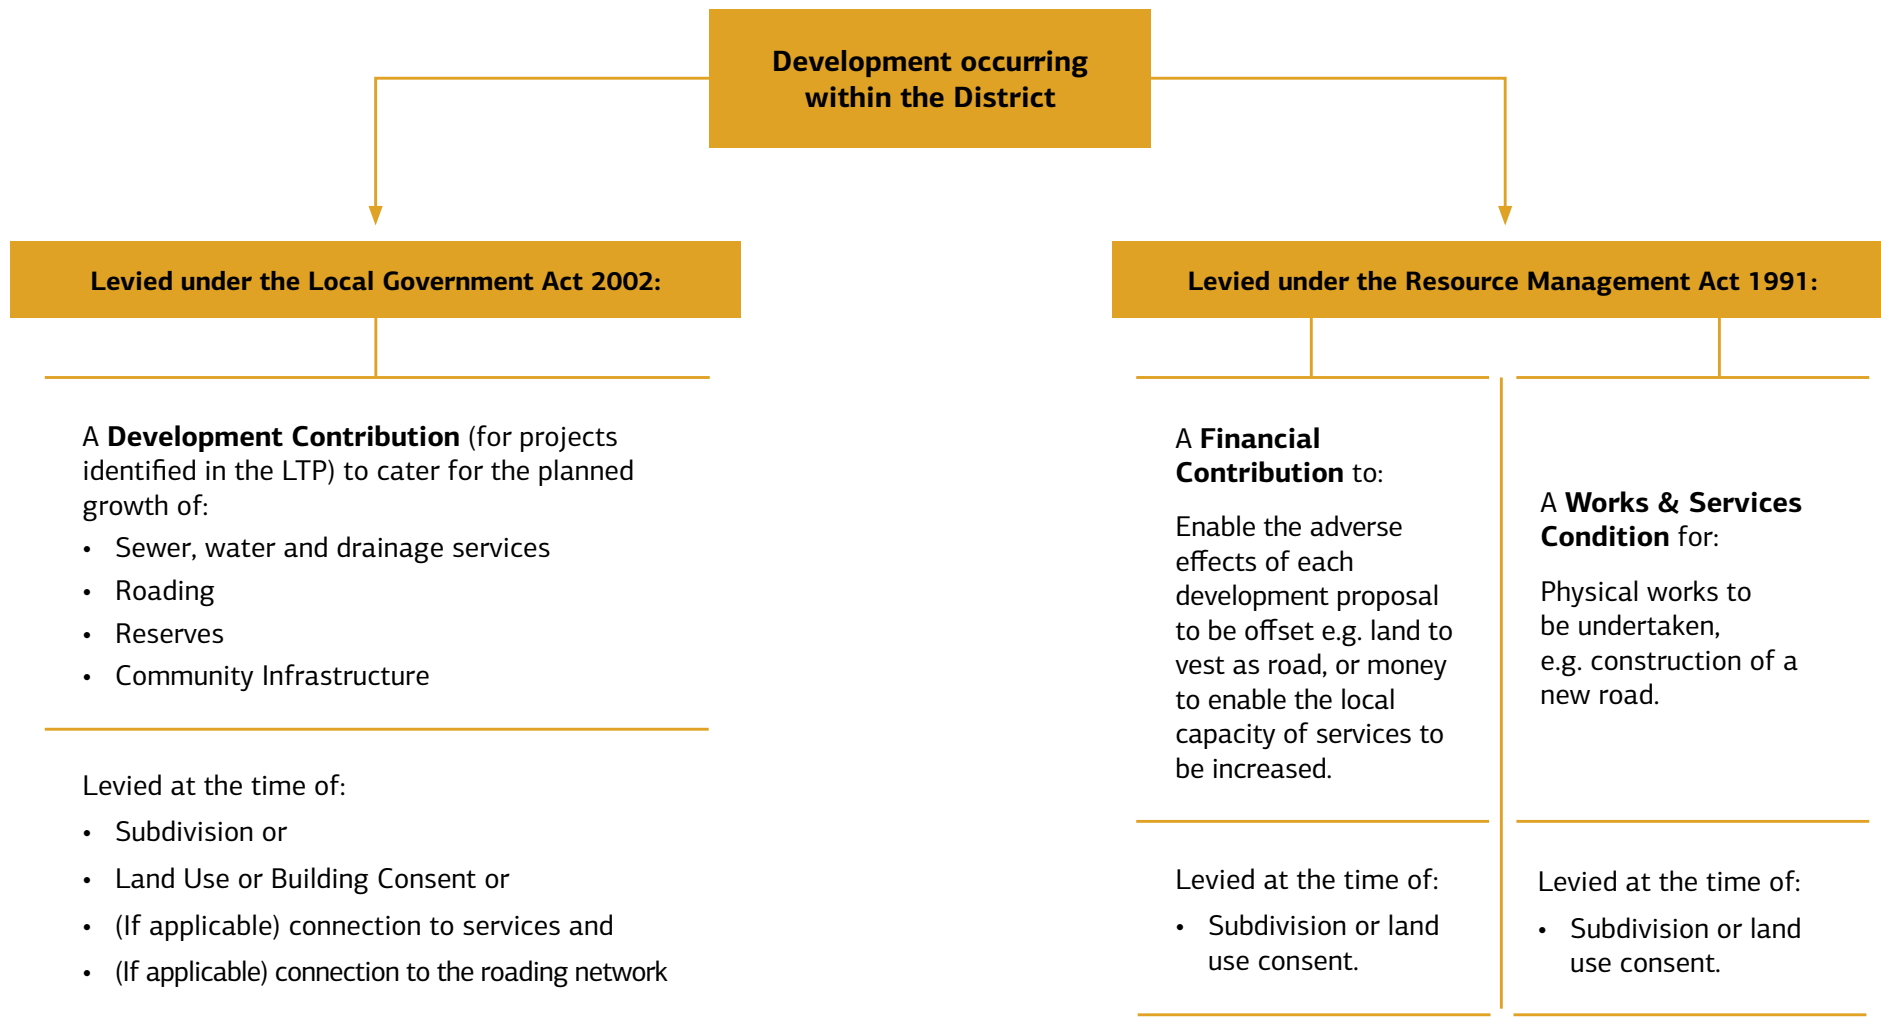 Development occurring
within the District
Levied under the Local Government Act 2002:
A Development Contribution (for projects
identified in the LTP) to cater for the planned
growth of:
• Sewer, water and drainage services
• Roading
• Reserves
• Community Infrastructure
Levied at the time of:
• Subdivision or
• Land Use or Building Consent or
• (If applicable) connection to services and
• (If applicable) connection to the roading network
Levied under the Resource Management Act 1991:
A Financial
Contribution to:
Enable the adverse
effects of each
development proposal
to be offset e.g. land to
vest as road, or money
to enable the local
capacity of services to
be increased.
Levied at the time of:
• Subdivision or land
use consent.
A Works & Services
Condition for:
Physical works to
be undertaken,
e.g. construction of a
new road.
Levied at the time of:
• Subdivision or land
use consent.